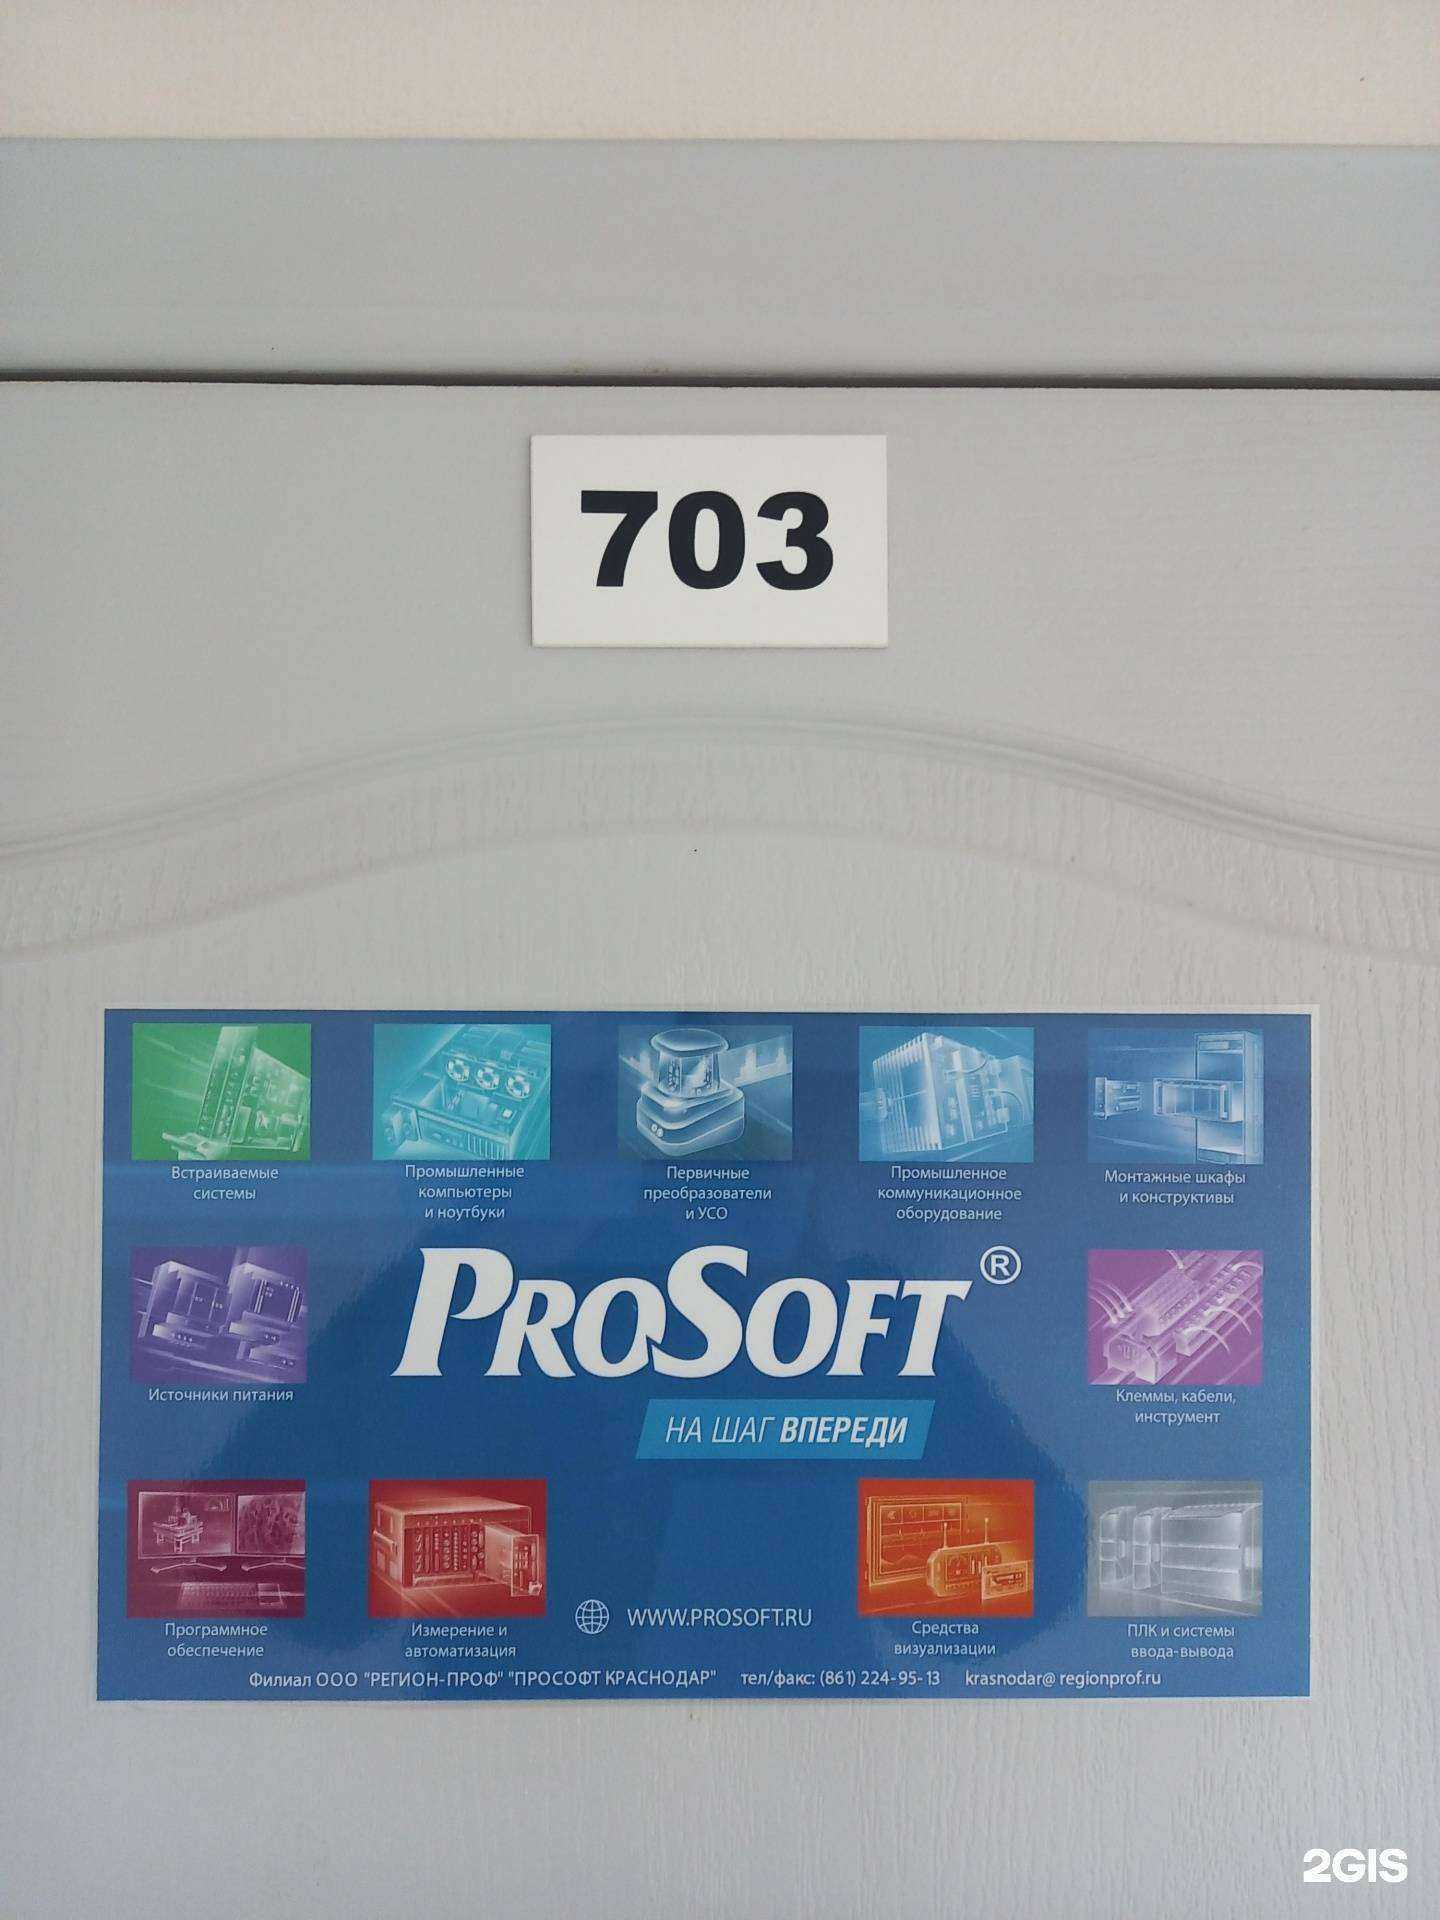 703
Встраиваемые
системы
Промышленные
компьютеры
и ноутбуки
Первичные
преобразователи
и УСО
Промышленное
коммуникационное
оборудование
Монтажные шкафы
и конструктивы
Источники питания
PROSOFT®
НА ШАГ ВПЕРЕДИ
Клеммы, кабели,
инструмент
Программное
обеспечение
Измерение и
автоматизация
WWW.PROSOFT.RU
Средства
визуализации
ПЛК и системы
ввода-вывода
Филиал ООО "РЕГИОН-ПРОФ" "ПРОСОФТ КРАСНОДАР" тел/факс: (861) 224-95-13 krasnodar@regionprof.ru
2GIS